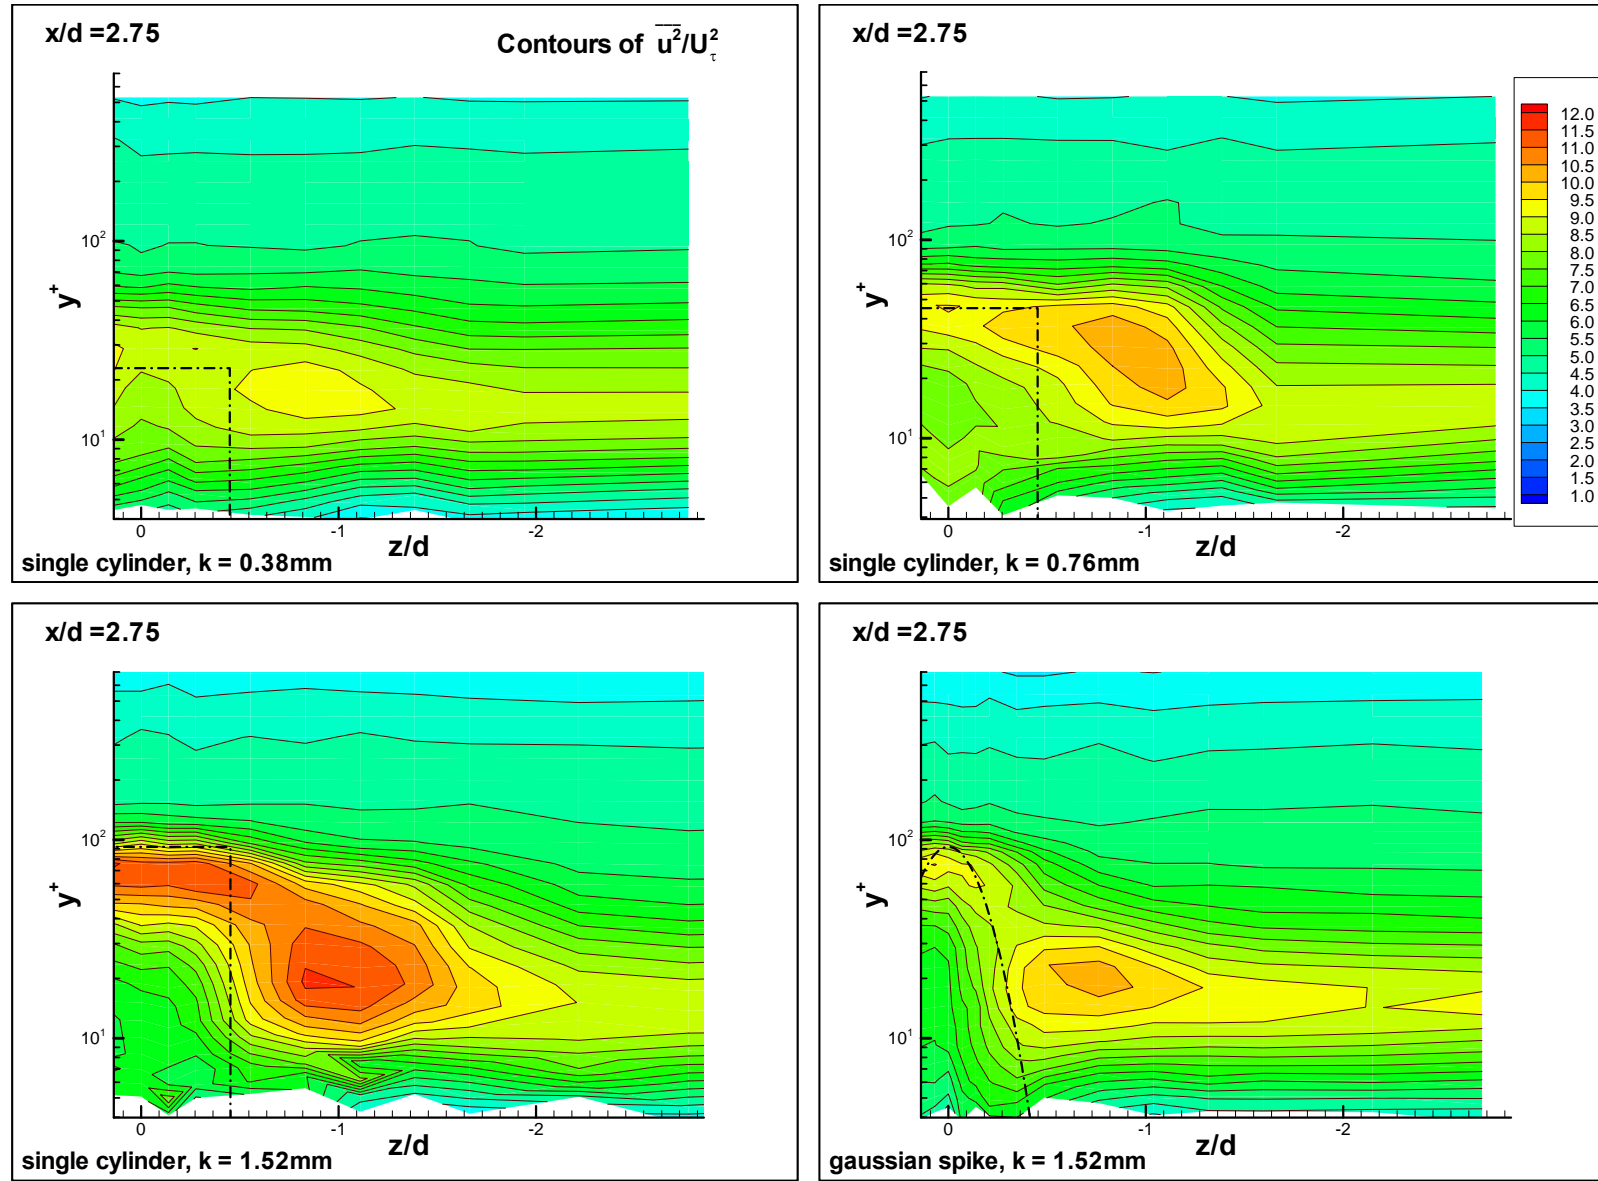 x/d =2.75
Contours of u²/U²τ
10²
y⁺
10¹
0 -1 -2
z/d
single cylinder, k = 0.38mm
x/d =2.75
10²
y⁺
10¹
0 -1 -2
z/d
single cylinder, k = 0.76mm
12.0
11.5
11.0
10.5
10.0
9.5
9.0
8.5
8.0
7.5
7.0
6.5
6.0
5.5
5.0
4.5
4.0
3.5
3.0
2.5
2.0
1.5
1.0
x/d =2.75
10²
y⁺
10¹
0 -1 -2
z/d
single cylinder, k = 1.52mm
x/d =2.75
10²
y⁺
10¹
0 -1 -2
z/d
gaussian spike, k = 1.52mm